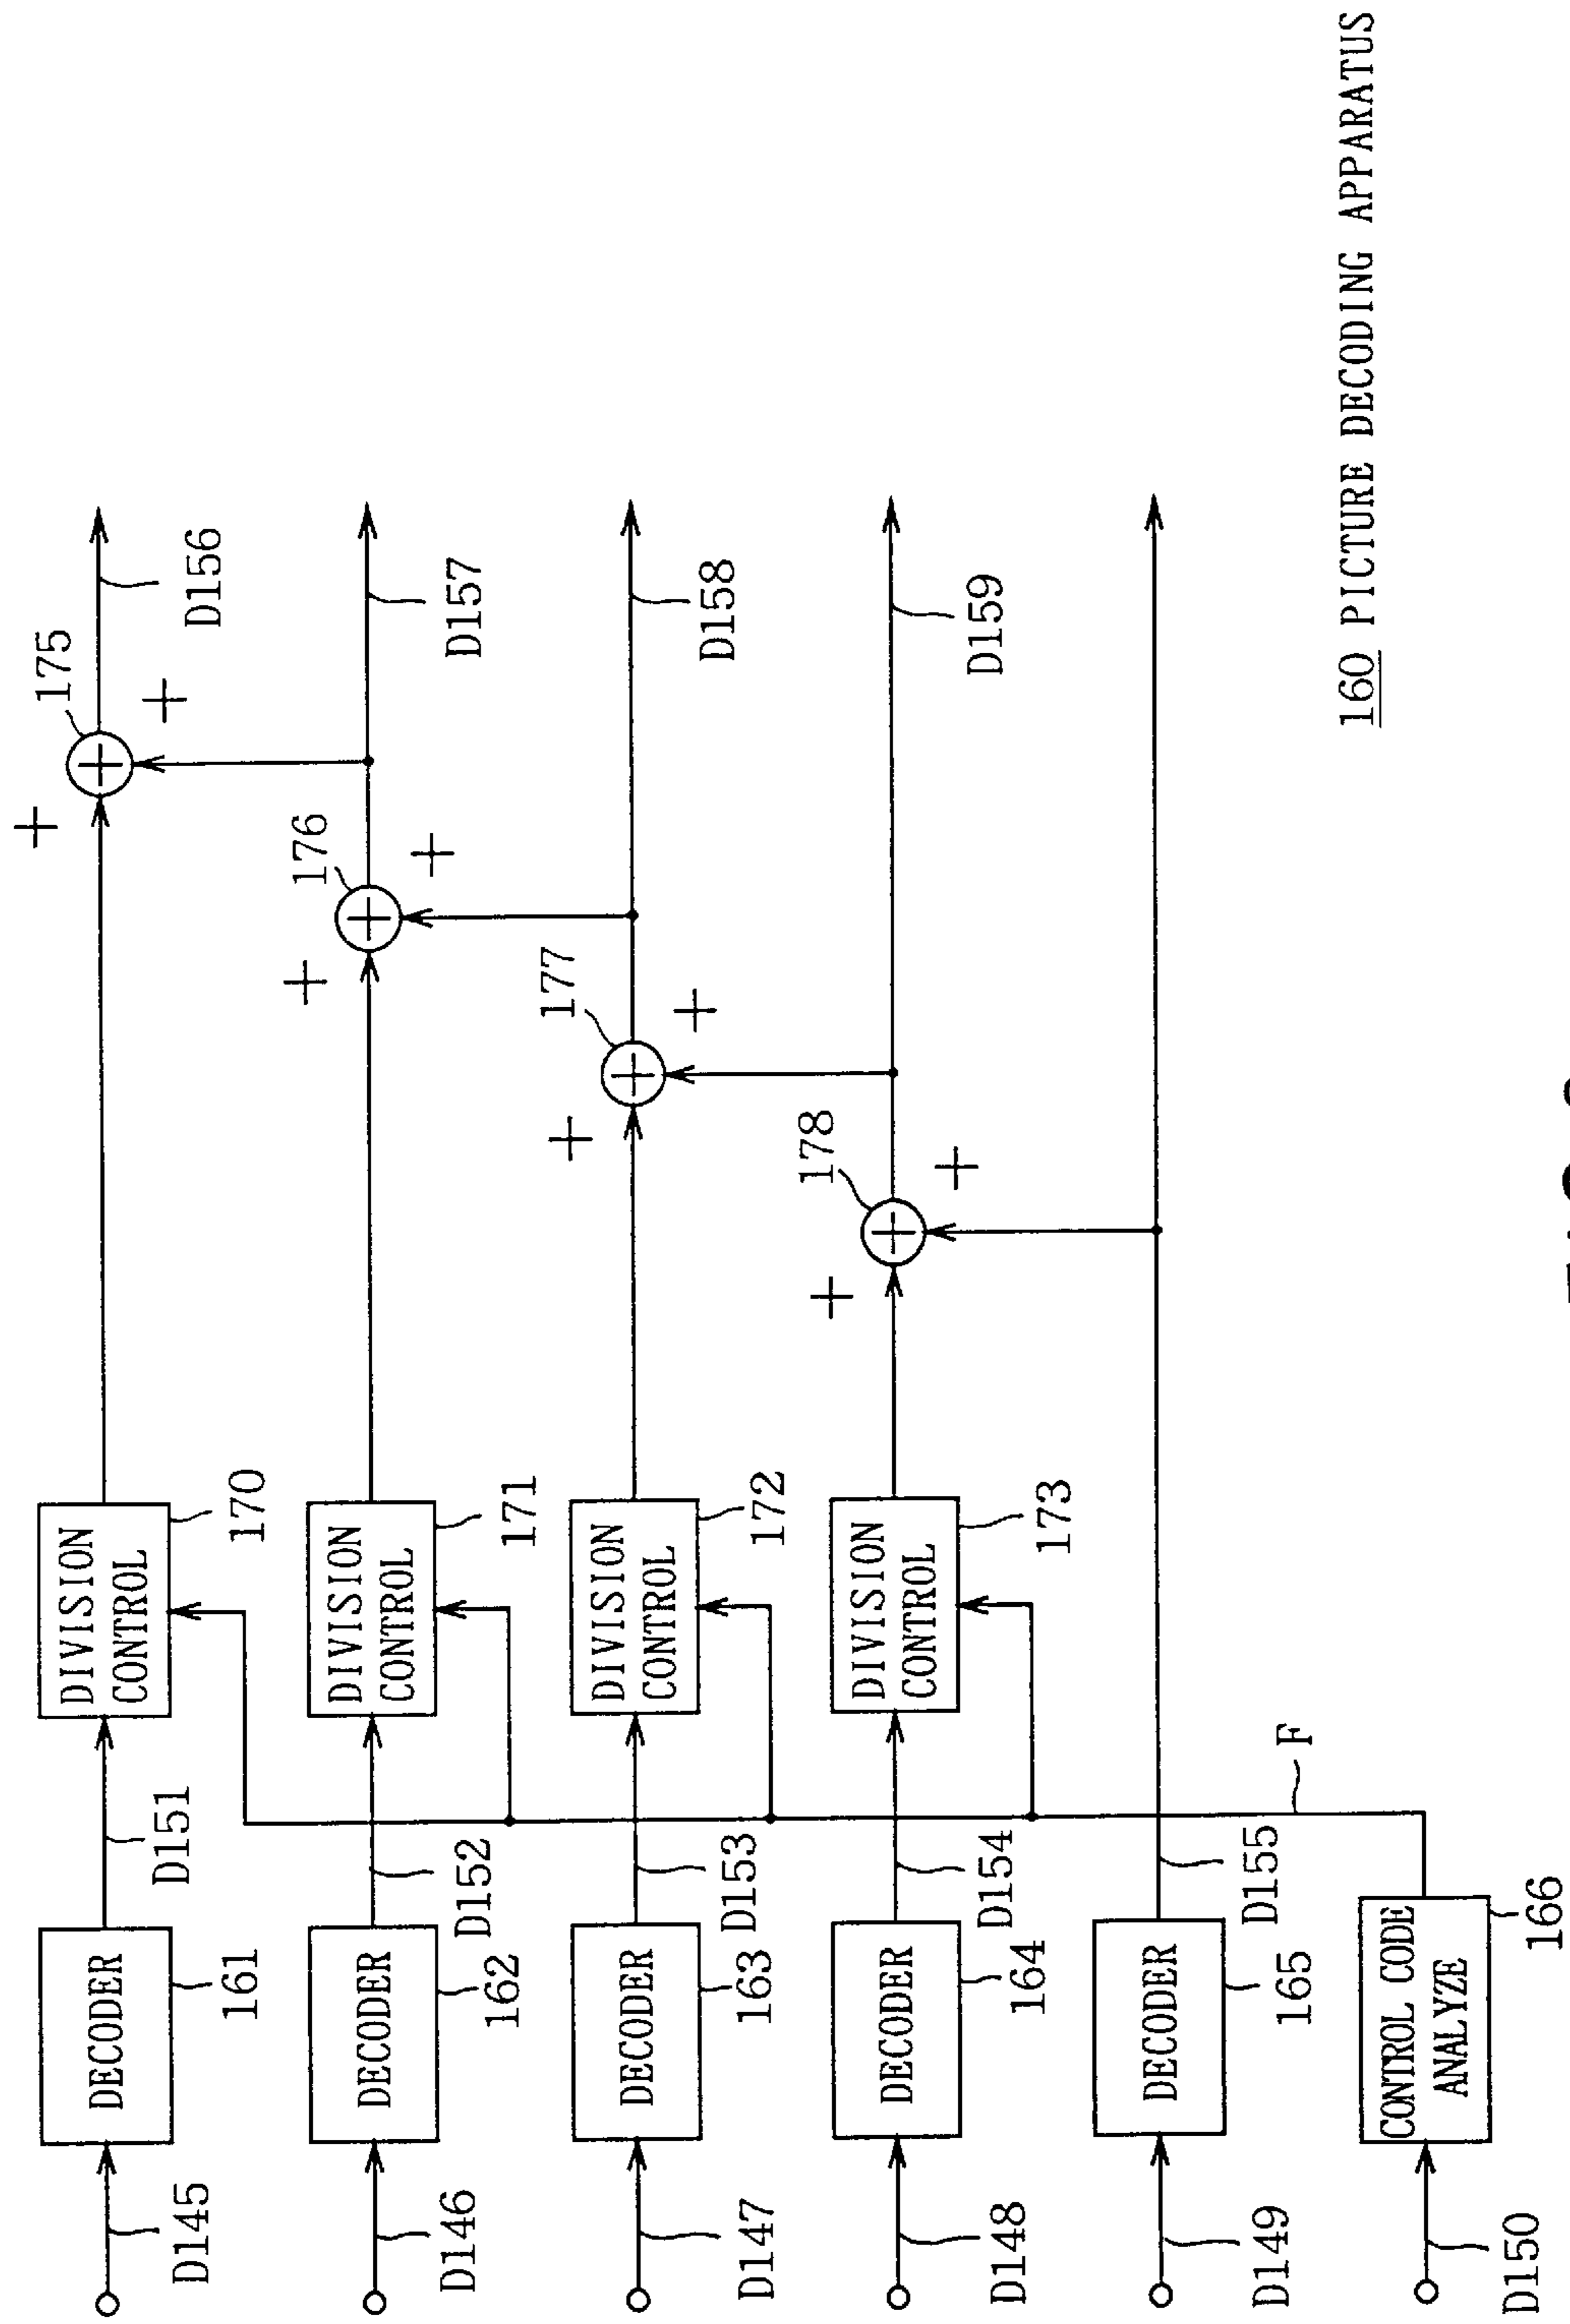 D145
DECODER
161
D151
DIVISION
CONTROL
170
+
175
+
D156
D146
DECODER
162
D152
DIVISION
CONTROL
171
+
176
+
D157
D147
DECODER
163
D153
DIVISION
CONTROL
172
+
177
+
D158
D148
DECODER
164
D154
DIVISION
CONTROL
173
+
178
+
D159
D149
DECODER
165
D155
F
D150
CONTROL CODE
ANALYZE
166
160 PICTURE DECODING APPARATUS